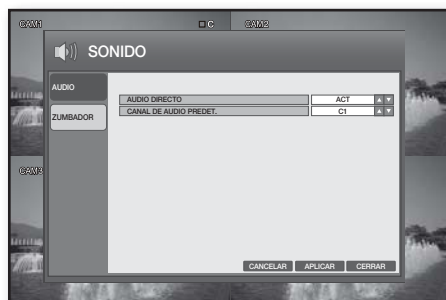 CAM1
C
CAM2
SONIDO
AUDIO
AUDIO DIRECTO ACT
CANAL DE AUDIO PREDET. C1
ZUMBADOR
CAM3
CANCELAR APLICAR CERRAR